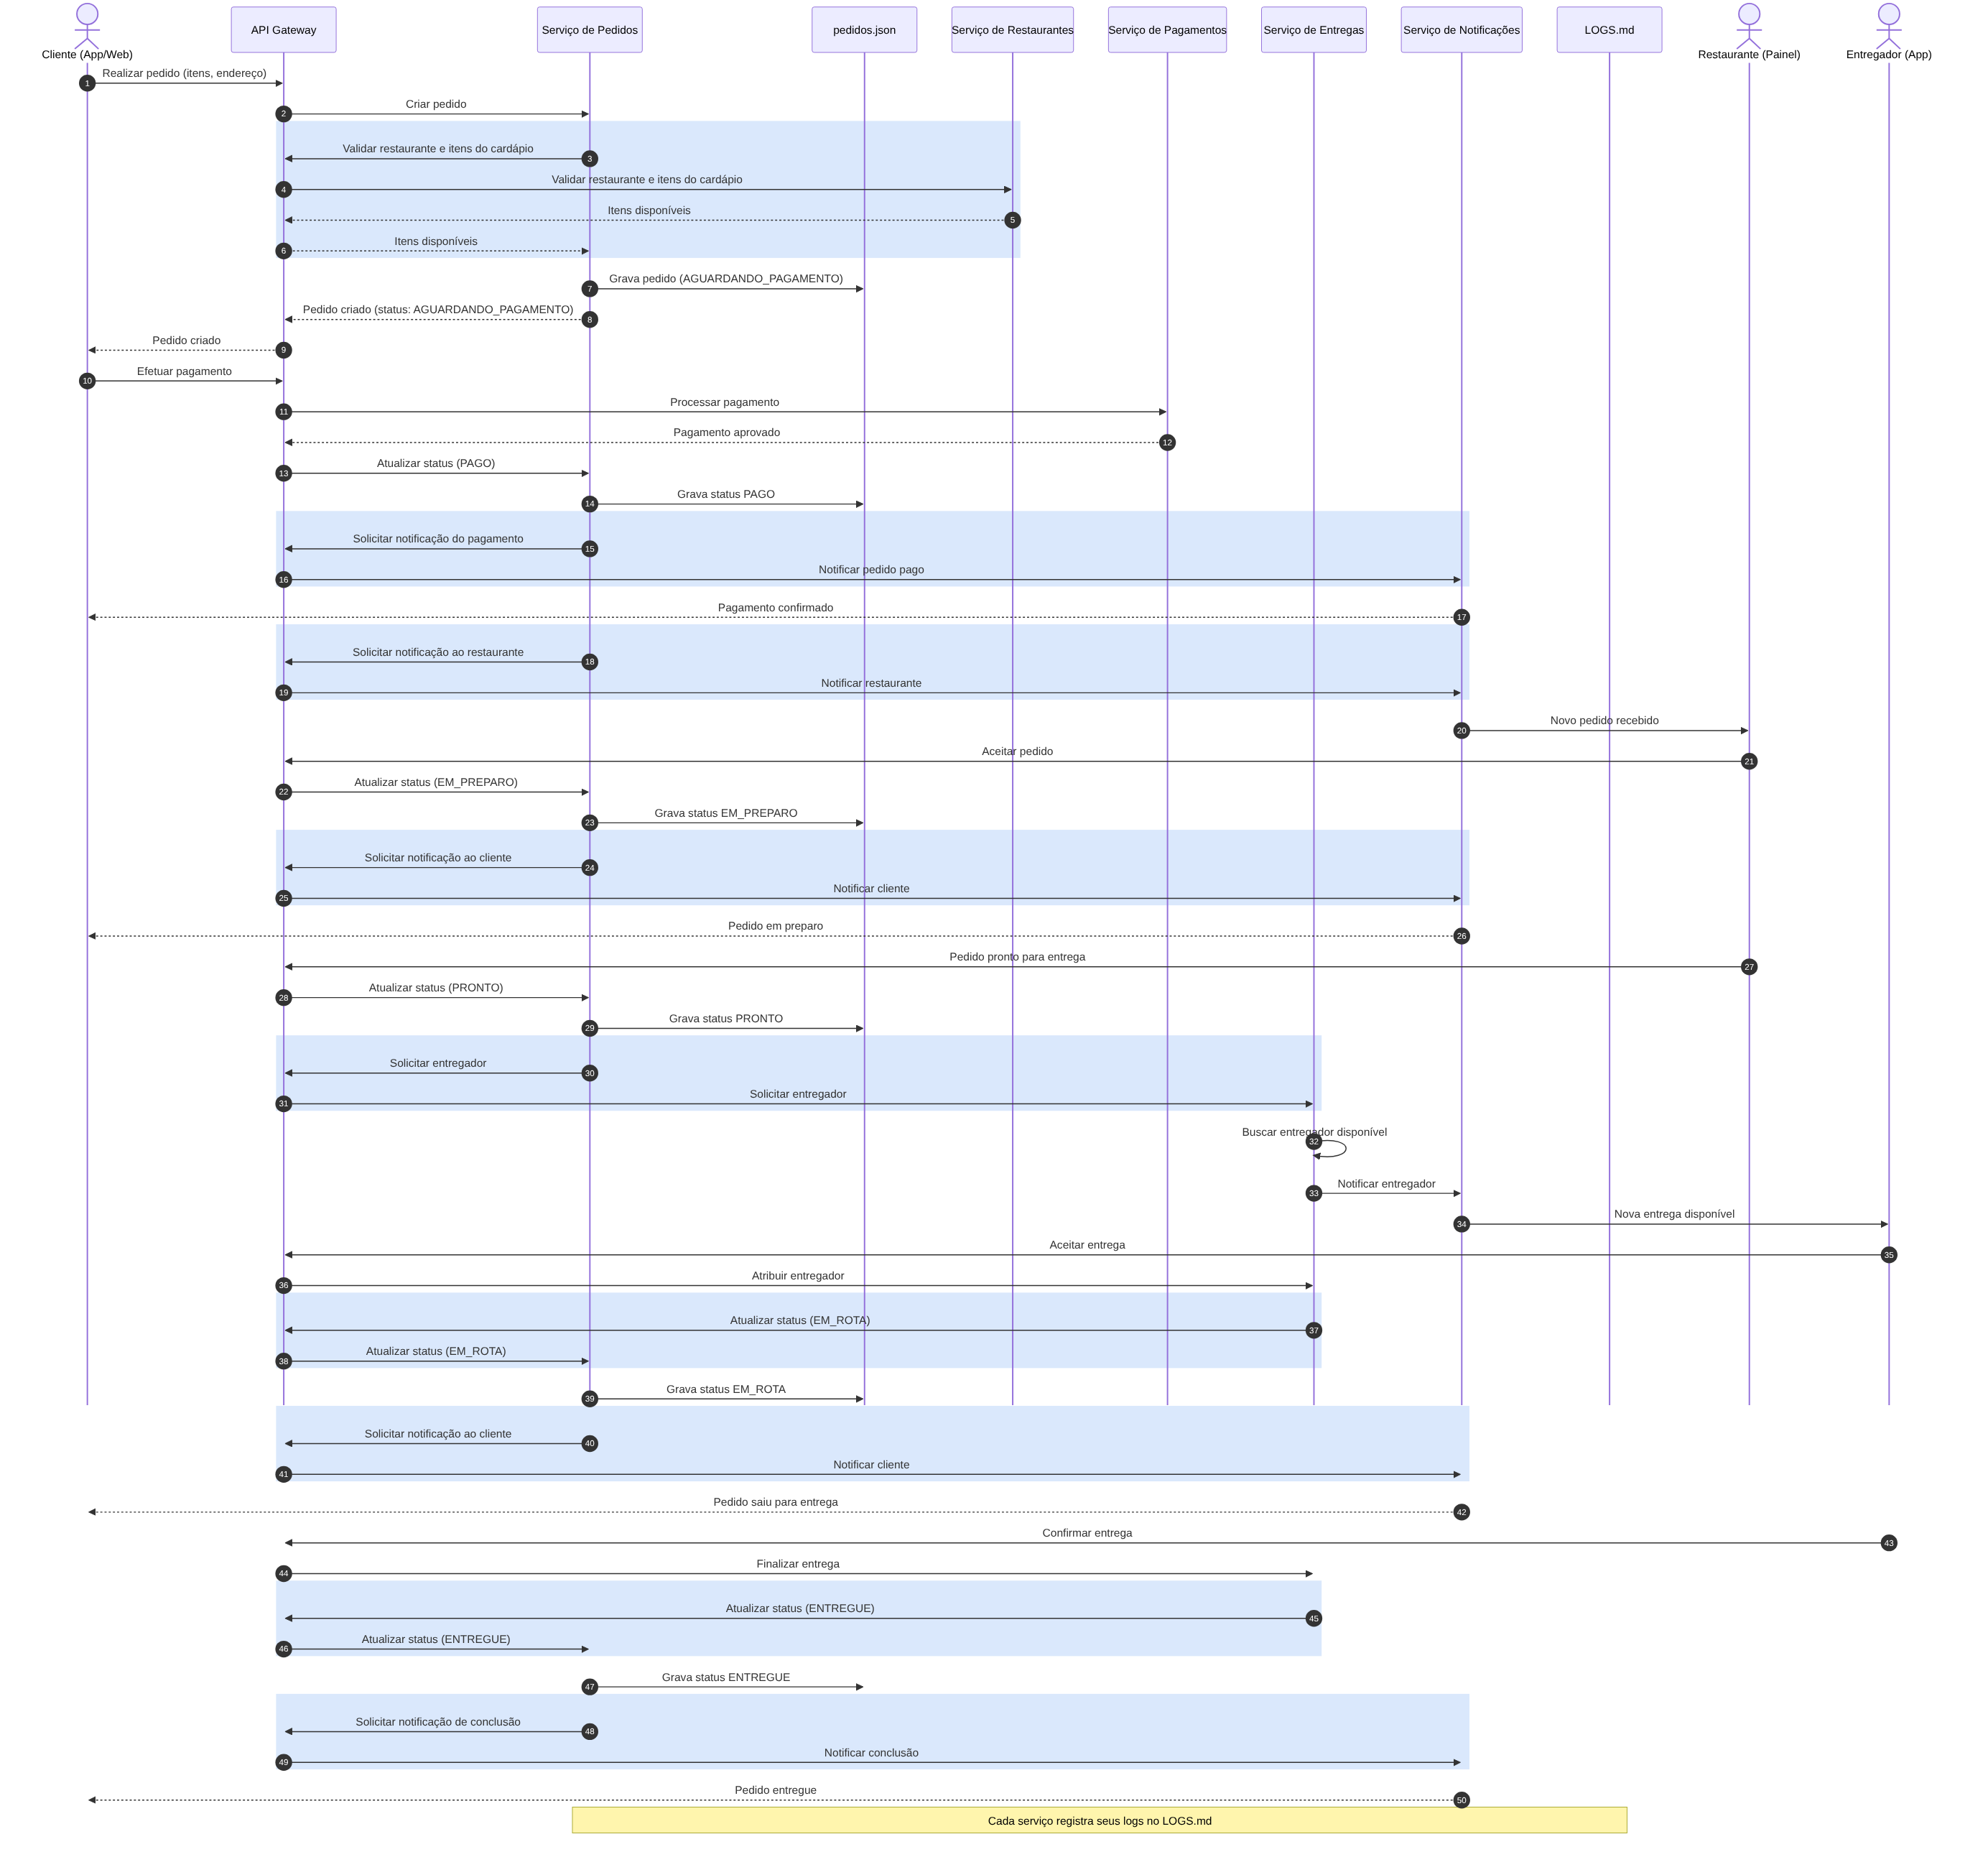 Cliente (App/Web)
API Gateway
Serviço de Pedidos
pedidos.json
Serviço de Restaurantes
Serviço de Pagamentos
Serviço de Entregas
Serviço de Notificações
LOGS.md
Restaurante (Painel)
Entregador (App)
1 Realizar pedido (itens, endereço)
2 Criar pedido
Validar restaurante e itens do cardápio 3
4 Validar restaurante e itens do cardápio
Itens disponíveis 5
6 Itens disponíveis
7 Grava pedido (AGUARDANDO_PAGAMENTO)
Pedido criado (status: AGUARDANDO_PAGAMENTO) 8
Pedido criado 9
10 Efetuar pagamento
11 Processar pagamento
Pagamento aprovado 12
13 Atualizar status (PAGO)
14 Grava status PAGO
Solicitar notificação do pagamento 15
16 Notificar pedido pago
Pagamento confirmado 17
Solicitar notificação ao restaurante 18
19 Notificar restaurante
20 Novo pedido recebido
Aceitar pedido 21
22 Atualizar status (EM_PREPARO)
23 Grava status EM_PREPARO
Solicitar notificação ao cliente 24
25 Notificar cliente
Pedido em preparo 26
Pedido pronto para entrega 27
28 Atualizar status (PRONTO)
29 Grava status PRONTO
Solicitar entregador 30
31 Solicitar entregador
Buscar entregador disponível
32
33 Notificar entregador
34 Nova entrega disponível
Aceitar entrega 35
36 Atribuir entregador
Atualizar status (EM_ROTA) 37
38 Atualizar status (EM_ROTA)
39 Grava status EM_ROTA
Solicitar notificação ao cliente 40
41 Notificar cliente
Pedido saiu para entrega 42
Confirmar entrega 43
44 Finalizar entrega
Atualizar status (ENTREGUE) 45
46 Atualizar status (ENTREGUE)
47 Grava status ENTREGUE
Solicitar notificação de conclusão 48
49 Notificar conclusão
Pedido entregue 50
Cada serviço registra seus logs no LOGS.md